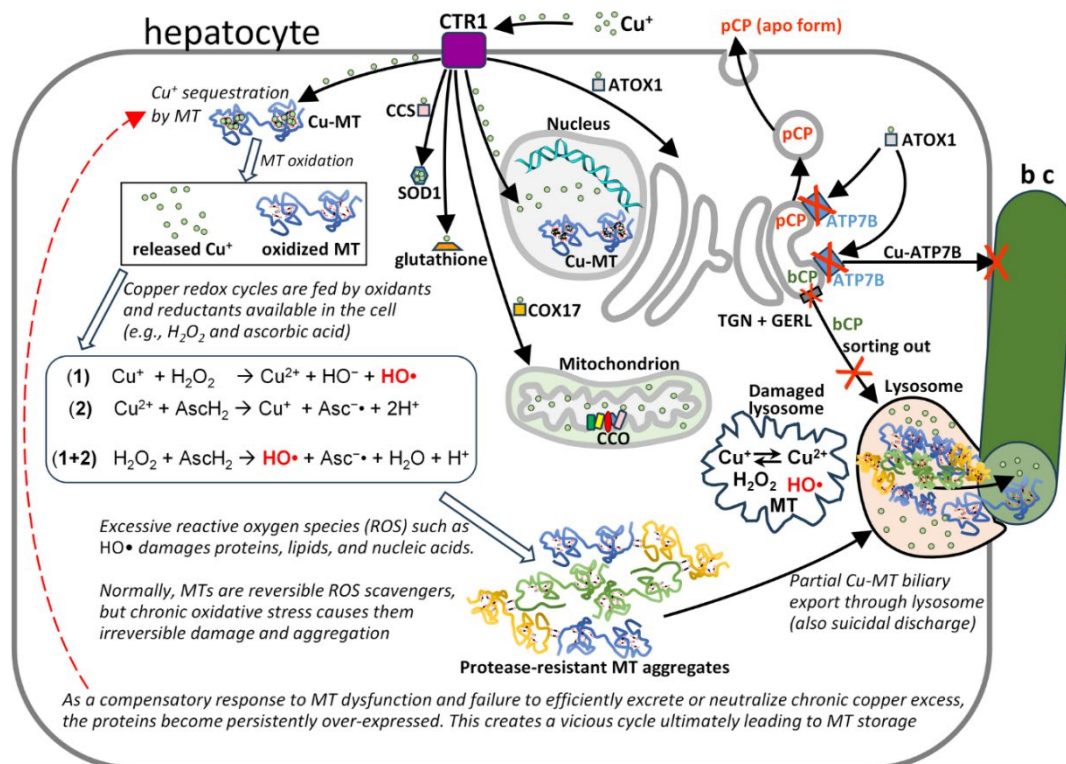 hepatocyte
CTR1
Cu⁺
pCP (apo form)
Cu⁺ sequestration
by MT
Cu-MT
MT oxidation
released Cu⁺
oxidized MT
CCS
SOD1
glutathione
ATOX1
Nucleus
Cu-MT
COX17
Mitochondrion
CCO
pCP
ATOX1
pCP
ATP7B
Cu-ATP7B
bCP
ATP7B
TGN + GERL
bCP
sorting out
b c
Lysosome
Copper redox cycles are fed by oxidants
and reductants available in the cell
(e.g., H₂O₂ and ascorbic acid)
(1) Cu⁺ + H₂O₂ → Cu²⁺ + HO⁻ + HO•
(2) Cu²⁺ + AscH₂ → Cu⁺ + Asc⁻• + 2H⁺
(1+2) H₂O₂ + AscH₂ → HO• + Asc⁻• + H₂O + H⁺
Damaged
lysosome
Cu⁺ ⇌ Cu²⁺
H₂O₂ HO•
MT
Excessive reactive oxygen species (ROS) such as
HO• damages proteins, lipids, and nucleic acids.
Normally, MTs are reversible ROS scavengers,
but chronic oxidative stress causes them
irreversible damage and aggregation
Protease-resistant MT aggregates
Partial Cu-MT biliary
export through lysosome
(also suicidal discharge)
As a compensatory response to MT dysfunction and failure to efficiently excrete or neutralize chronic copper excess,
the proteins become persistently over-expressed. This creates a vicious cycle ultimately leading to MT storage